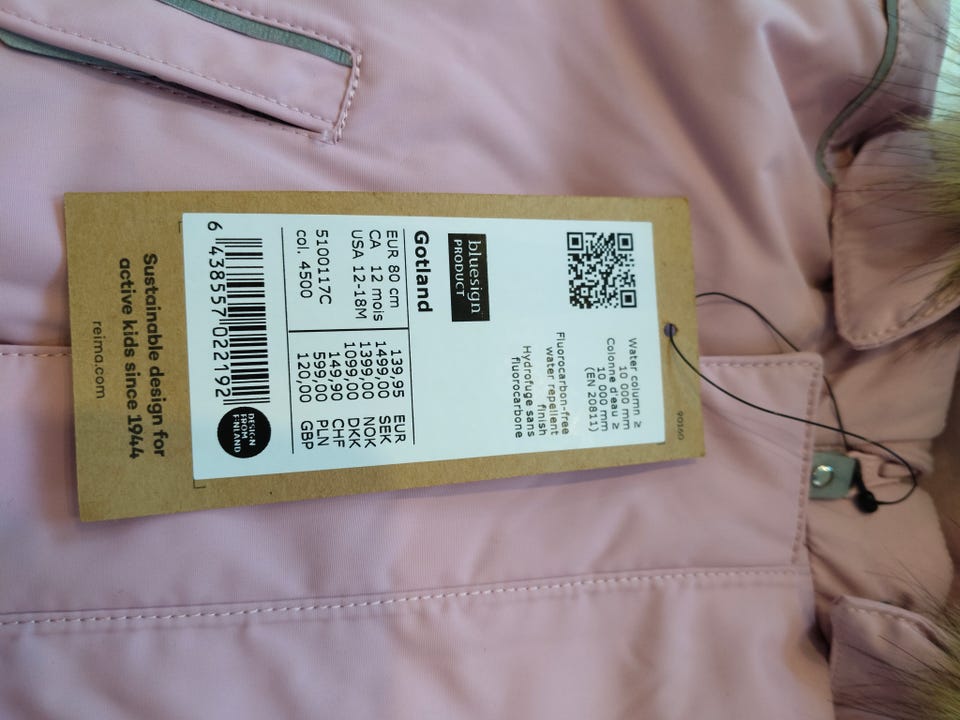 90160
Water column ≥
10 000 mm
Colonne d'eau ≥
10 000 mm
(EN 20811)
Fluorocarbon-free
water repellent
finish
Hydrofuge sans
fluorocarbone
bluesign
PRODUCT
Gotland
EUR 80 cm
CA 12 mois
USA 12-18M
139,95 EUR
1499,00 SEK
1399,00 NOK
1099,00 DKK
149,90 CHF
599,00 PLN
120,00 GBP
5100117C
col. 4500
6 438557 022192
DESIGN
FROM
FINLAND
Sustainable design for
active kids since 1944
reima.com